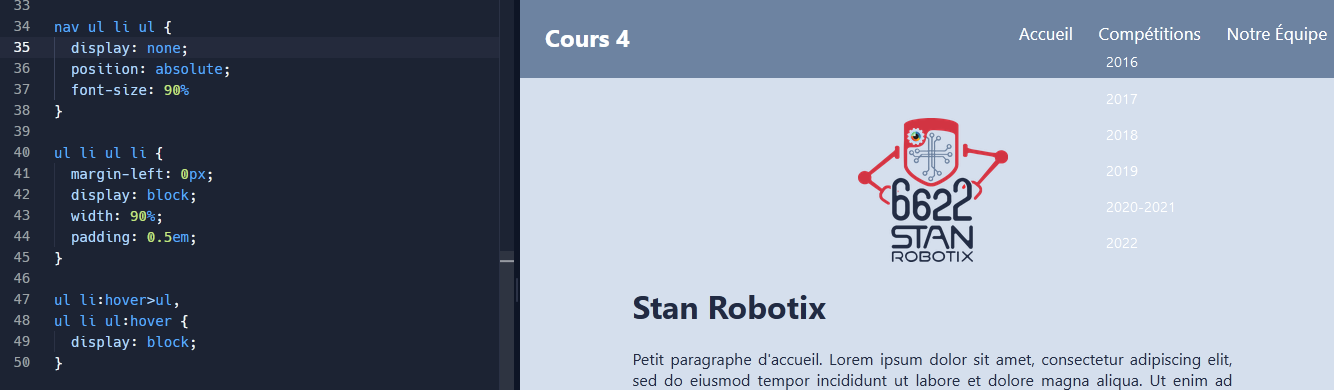 33
34 nav ul li ul {
35 display: none;
36 position: absolute;
37 font-size: 90%
38 }
39
40 ul li ul li {
41 margin-left: 0px;
42 display: block;
43 width: 90%;
44 padding: 0.5em;
45 }
46
47 ul li:hover>ul,
48 ul li ul:hover {
49 display: block;
50 }
Cours 4
Accueil Compétitions Notre Équipe
2016
2017
2018
2019
2020-2021
2022
6622
STAN
ROBOTIX
Stan Robotix
Petit paragraphe d'accueil. Lorem ipsum dolor sit amet, consectetur adipiscing elit,
sed do eiusmod tempor incididunt ut labore et dolore magna aliqua. Ut enim ad